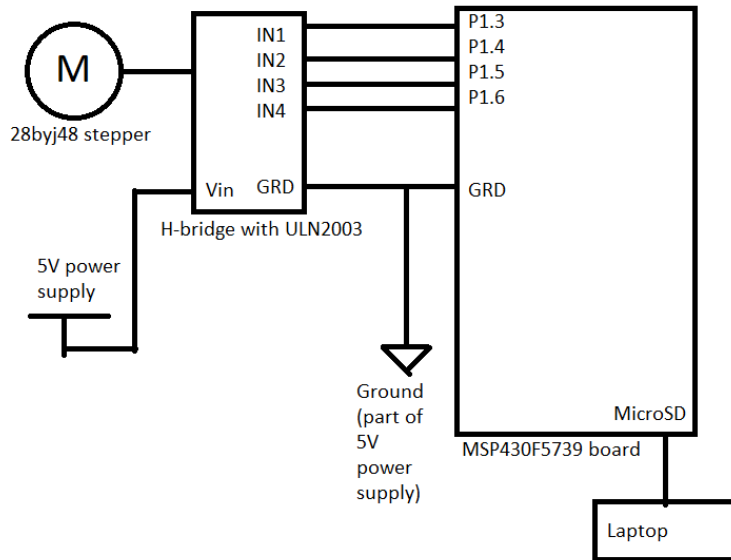 M
28byj48 stepper
IN1
IN2
IN3
IN4
Vin
GRD
H-bridge with ULN2003
5V power
supply
P1.3
P1.4
P1.5
P1.6
GRD
Ground
(part of
5V
power
supply)
MicroSD
MSP430F5739 board
Laptop